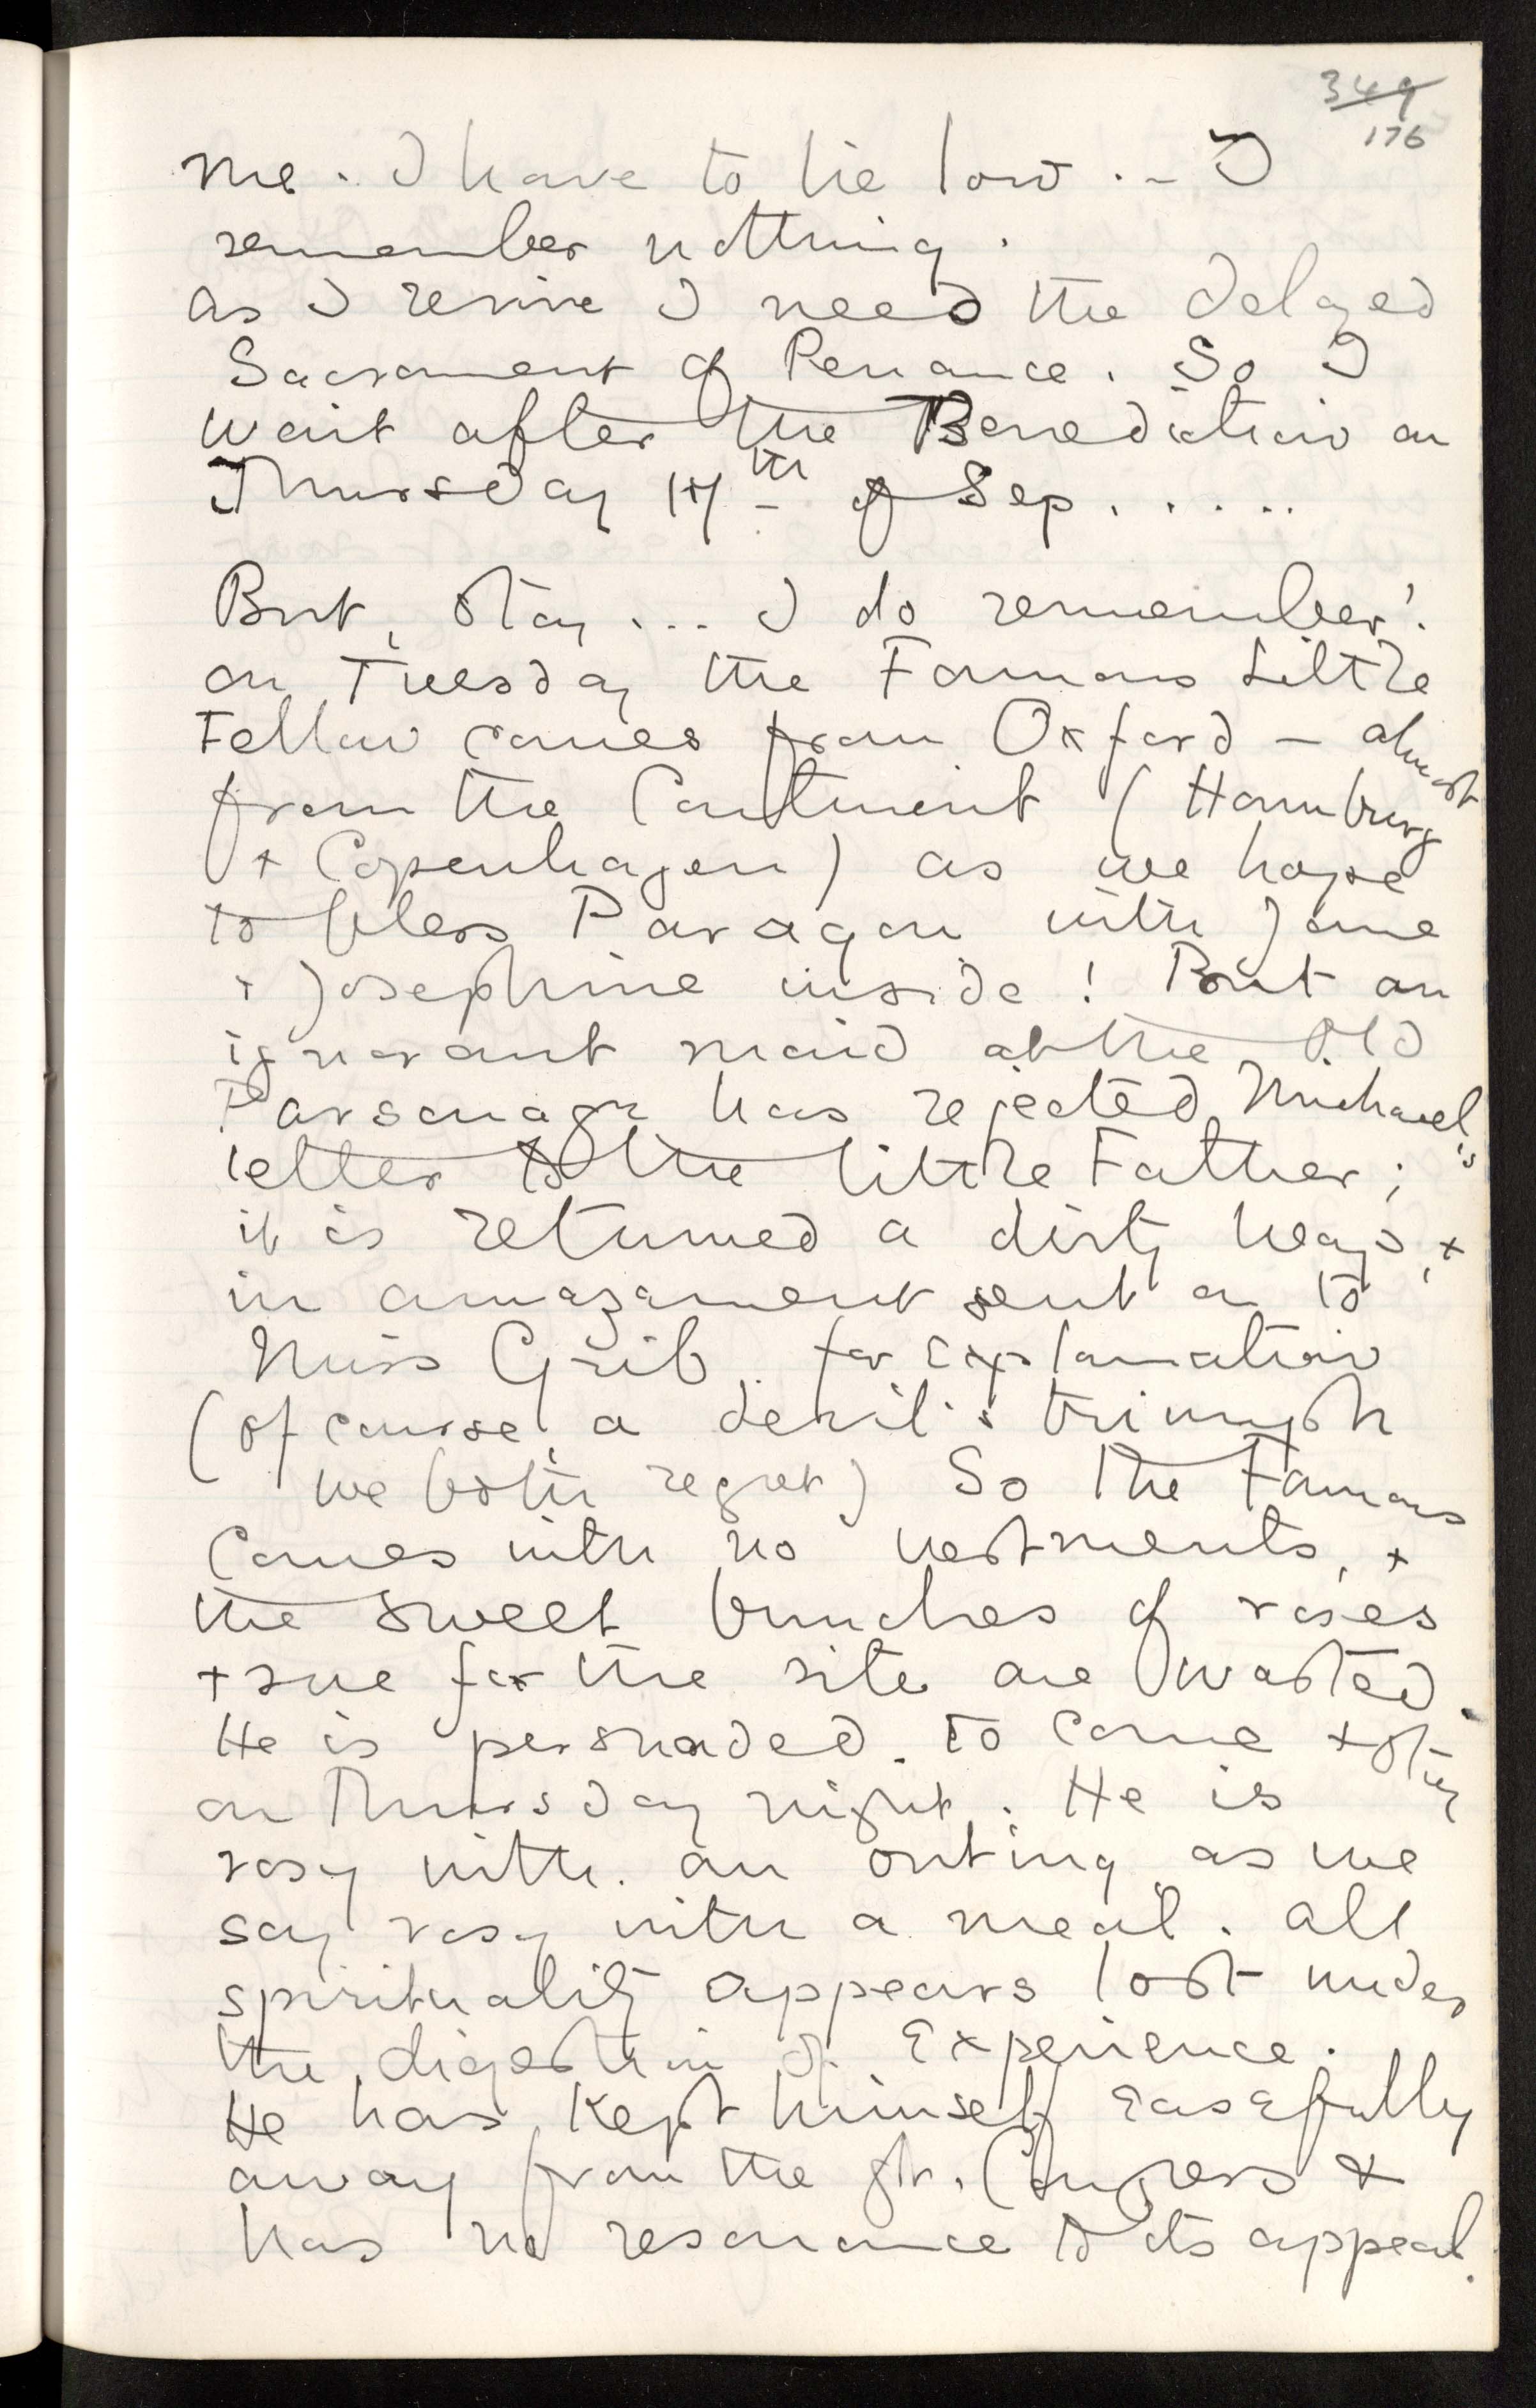 349
176
me. I have to lie low. – I
remember nothing.
As I revive I need the delayed
Sacrament of Penance. So I
wait after the Benediction on
Thursday 17th of Sep. . . . .
But, stay ... I do remember!
on Tuesday the Famous Little
Fellow comes from Oxford – almost
from the Continent (Hamburg
+ Copenhagen) as we hope
to bless Paragon with Jane
+ Josephine inside! But an
ignorant maid at the Old
Parsonage has rejected Michael's
letter to the little Father;
it is returned a dirty heap, +
in amazament sent on to
Miss Grib. for explanation
(of course, a devil's triumph
we both regret) So the Famous
comes with no vestments, +
the sweet bunches of roses
+ rue for the rite are wasted.
He is persuaded to come + stay
on Thursday night. He is
rosy with an outing as we
say rosy with a meal. All
spirituality appears lost under
the digestion of Experience.
He has kept himself easefully
away from the gr. Congress +
has no resonance to its appeal.